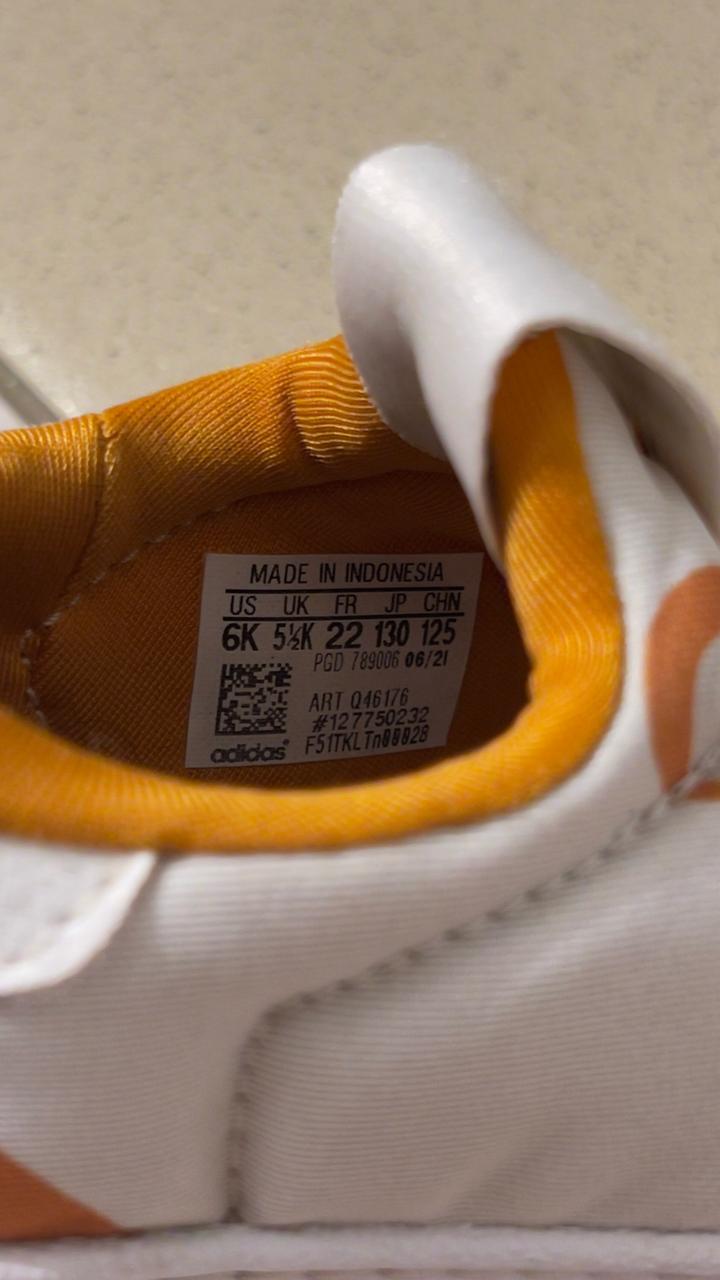 MADE IN INDONESIA
US UK FR JP CHN
6K 5½K 22 130 125
PGD 789006 06/21
ART Q46176
#127750232
adidas